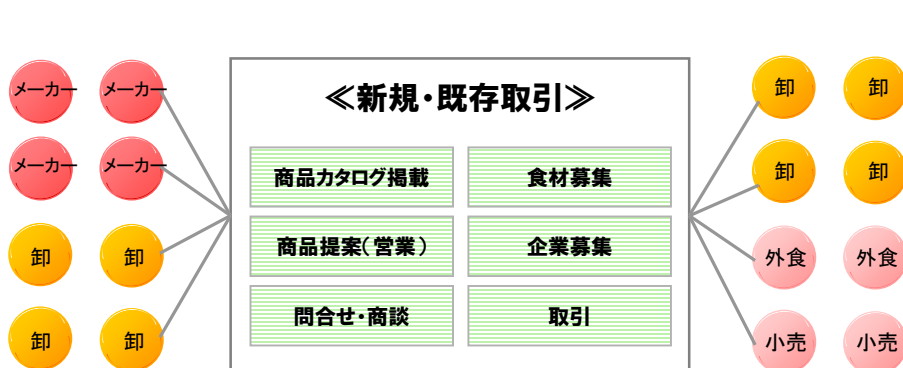 ≪新規・既存取引≫
メーカー メーカー
メーカー メーカー
卸 卸
卸 卸
商品カタログ掲載 食材募集
商品提案(営業) 企業募集
問合せ・商談 取引
卸 卸
卸 卸
外食 外食
小売 小売